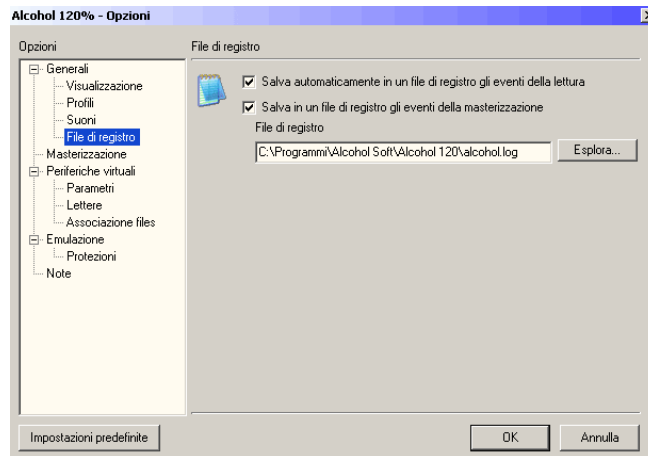 Alcohol 120% - Opzioni
Opzioni
Generali
Visualizzazione
Profili
Suoni
File di registro
Masterizzazione
Periferiche virtuali
Parametri
Lettere
Associazione files
Emulazione
Protezioni
Note
File di registro
Salva automaticamente in un file di registro gli eventi della lettura
Salva in un file di registro gli eventi della masterizzazione
File di registro
C:\Programmi\Alcohol Soft\Alcohol 120\alcohol.log
Esplora...
Impostazioni predefinite
OK
Annulla